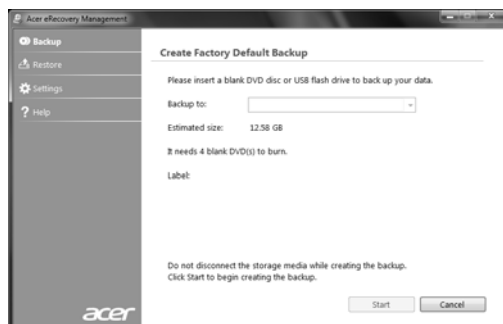 Acer eRecovery Management
Backup
Restore
Settings
? Help
Create Factory Default Backup
Please insert a blank DVD disc or USB flash drive to back up your data.
Backup to:
Estimated size: 12.58 GB
It needs 4 blank DVD(s) to burn.
Label:
Do not disconnect the storage media while creating the backup.
Click Start to begin creating the backup.
Start Cancel
acer